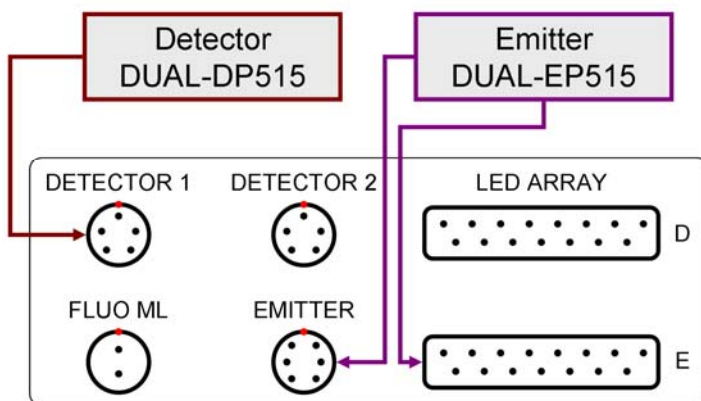 Detector
DUAL-DP515
Emitter
DUAL-EP515
DETECTOR 1
DETECTOR 2
LED ARRAY
D
FLUO ML
EMITTER
E